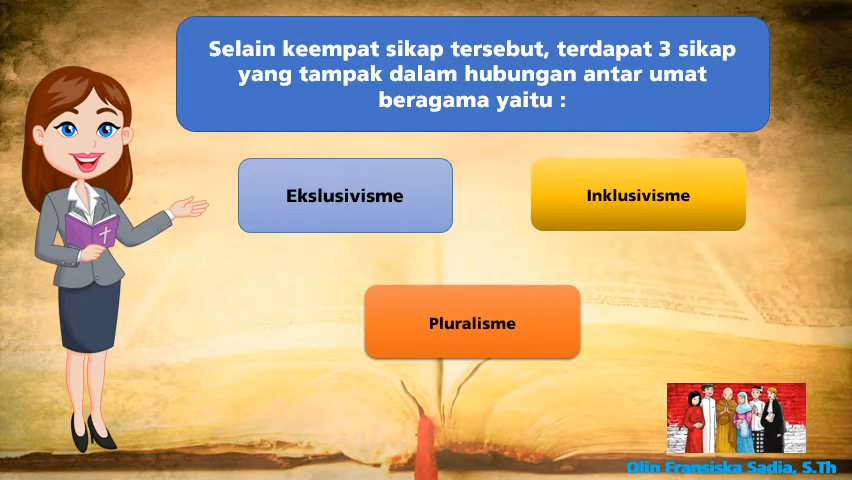 Selain keempat sikap tersebut, terdapat 3 sikap
yang tampak dalam hubungan antar umat
beragama yaitu :
Ekslusivisme
Inklusivisme
Pluralisme
Olin Fransiska Sadia, S.Th